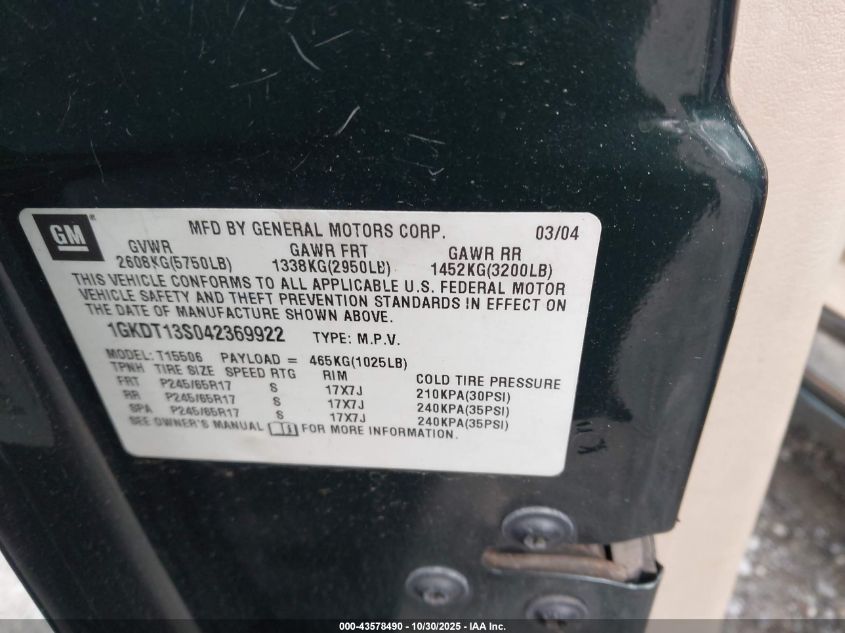 GM
MFD BY GENERAL MOTORS CORP. 03/04
GVWR GAWR FRT GAWR RR
2608KG(5750LB) 1338KG(2950LB) 1452KG(3200LB)
THIS VEHICLE CONFORMS TO ALL APPLICABLE U.S. FEDERAL MOTOR
VEHICLE SAFETY AND THEFT PREVENTION STANDARDS IN EFFECT ON
THE DATE OF MANUFACTURE SHOWN ABOVE.
1GKDT13S042369922 TYPE: M.P.V.
MODEL: T15506 PAYLOAD = 465KG(1025LB)
TPNH TIRE SIZE SPEED RTG RIM COLD TIRE PRESSURE
FRT P245/65R17 S 17X7J 210KPA(30PSI)
RR P245/65R17 S 17X7J 240KPA(35PSI)
SPA P245/65R17 S 17X7J 240KPA(35PSI)
SEE OWNER'S MANUAL FOR MORE INFORMATION.
000-43578490 - 10/30/2025 - IAA Inc.